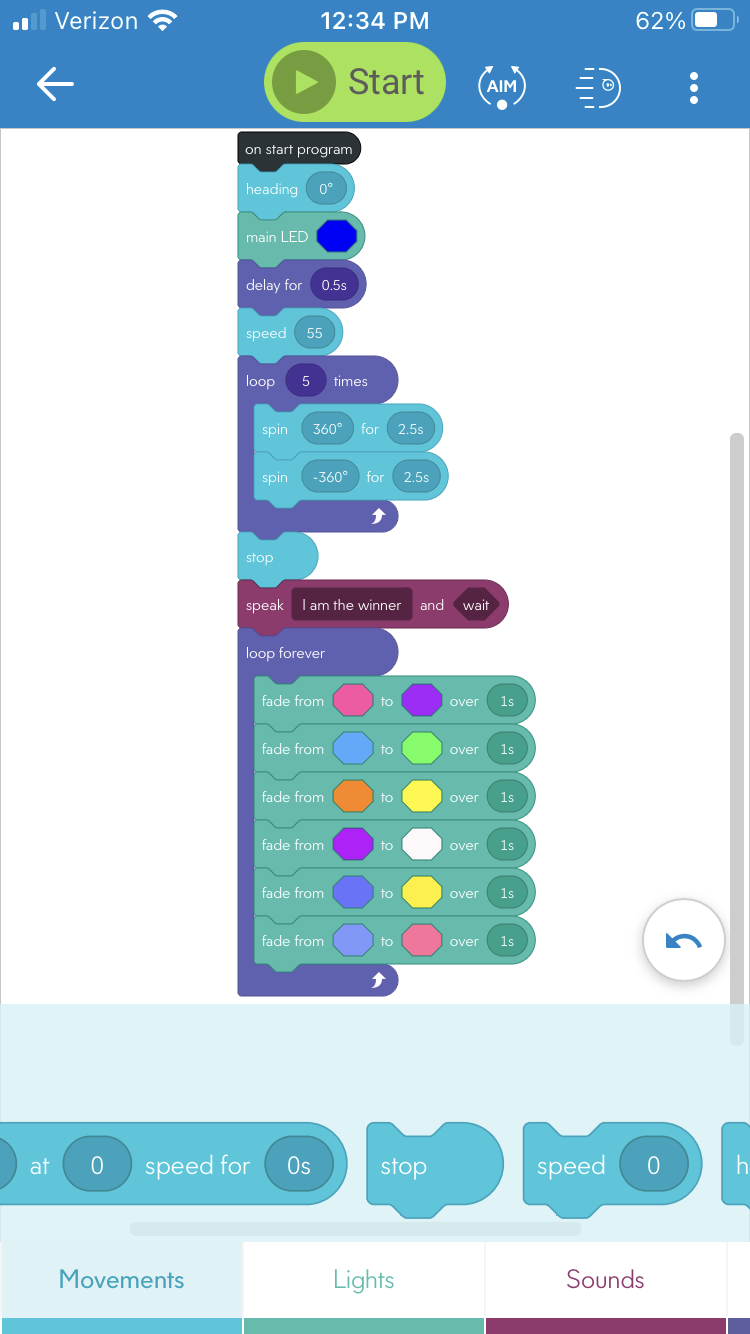 Verizon 12:34 PM 62%
Start AIM
on start program
heading 0°
main LED
delay for 0.5s
speed 55
loop 5 times
spin 360° for 2.5s
spin -360° for 2.5s
stop
speak I am the winner and wait
loop forever
fade from to over 1s
fade from to over 1s
fade from to over 1s
fade from to over 1s
fade from to over 1s
fade from to over 1s
at 0 speed for 0s stop speed 0 h
Movements Lights Sounds